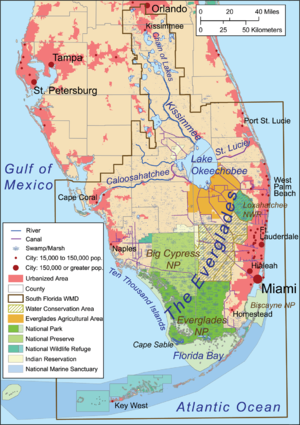 Orlando
Kissimmee
0 20 40 Miles
0 25 50 Kilometers
Chain of Lakes
Tampa
St. Petersburg
Kissimmee
Port St. Lucie
St. Lucie
Gulf of
Mexico
Lake
Okeechobee
Caloosahatchee
West
Palm
Beach
Cape Coral
Loxahatchee
NWR
Ft
Lauderdale
Naples
Big Cypress
NP
The Everglades
Hialeah
Miami
Ten Thousand Islands
Biscayne NP
Homestead
Everglades
NP
Cape Sable
Florida Bay
Key West
Atlantic Ocean
River
Canal
Swamp/Marsh
City: 15,000 to 150,000 pop.
City: 150,000 or greater pop.
Urbanized Area
County
South Florida WMD
Water Conservation Area
Everglades Agricultural Area
National Park
National Preserve
National Wildlife Refuge
Indian Reservation
National Marine Sanctuary